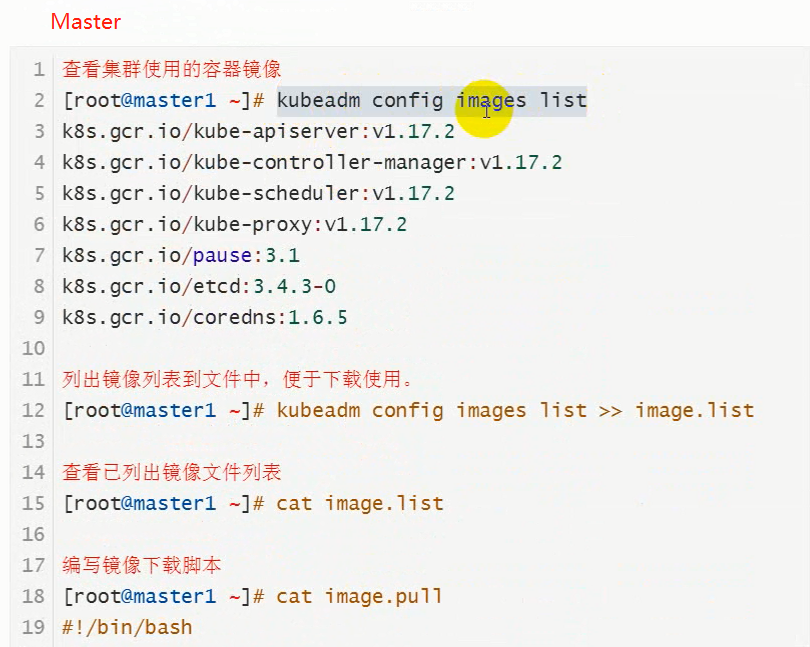 Master
1 查看集群使用的容器镜像
2 [root@master1 ~]# kubeadm config images list
3 k8s.gcr.io/kube-apiserver:v1.17.2
4 k8s.gcr.io/kube-controller-manager:v1.17.2
5 k8s.gcr.io/kube-scheduler:v1.17.2
6 k8s.gcr.io/kube-proxy:v1.17.2
7 k8s.gcr.io/pause:3.1
8 k8s.gcr.io/etcd:3.4.3-0
9 k8s.gcr.io/coredns:1.6.5
10
11 列出镜像列表到文件中，便于下载使用。
12 [root@master1 ~]# kubeadm config images list >> image.list
13
14 查看已列出镜像文件列表
15 [root@master1 ~]# cat image.list
16
17 编写镜像下载脚本
18 [root@master1 ~]# cat image.pull
19 #!/bin/bash